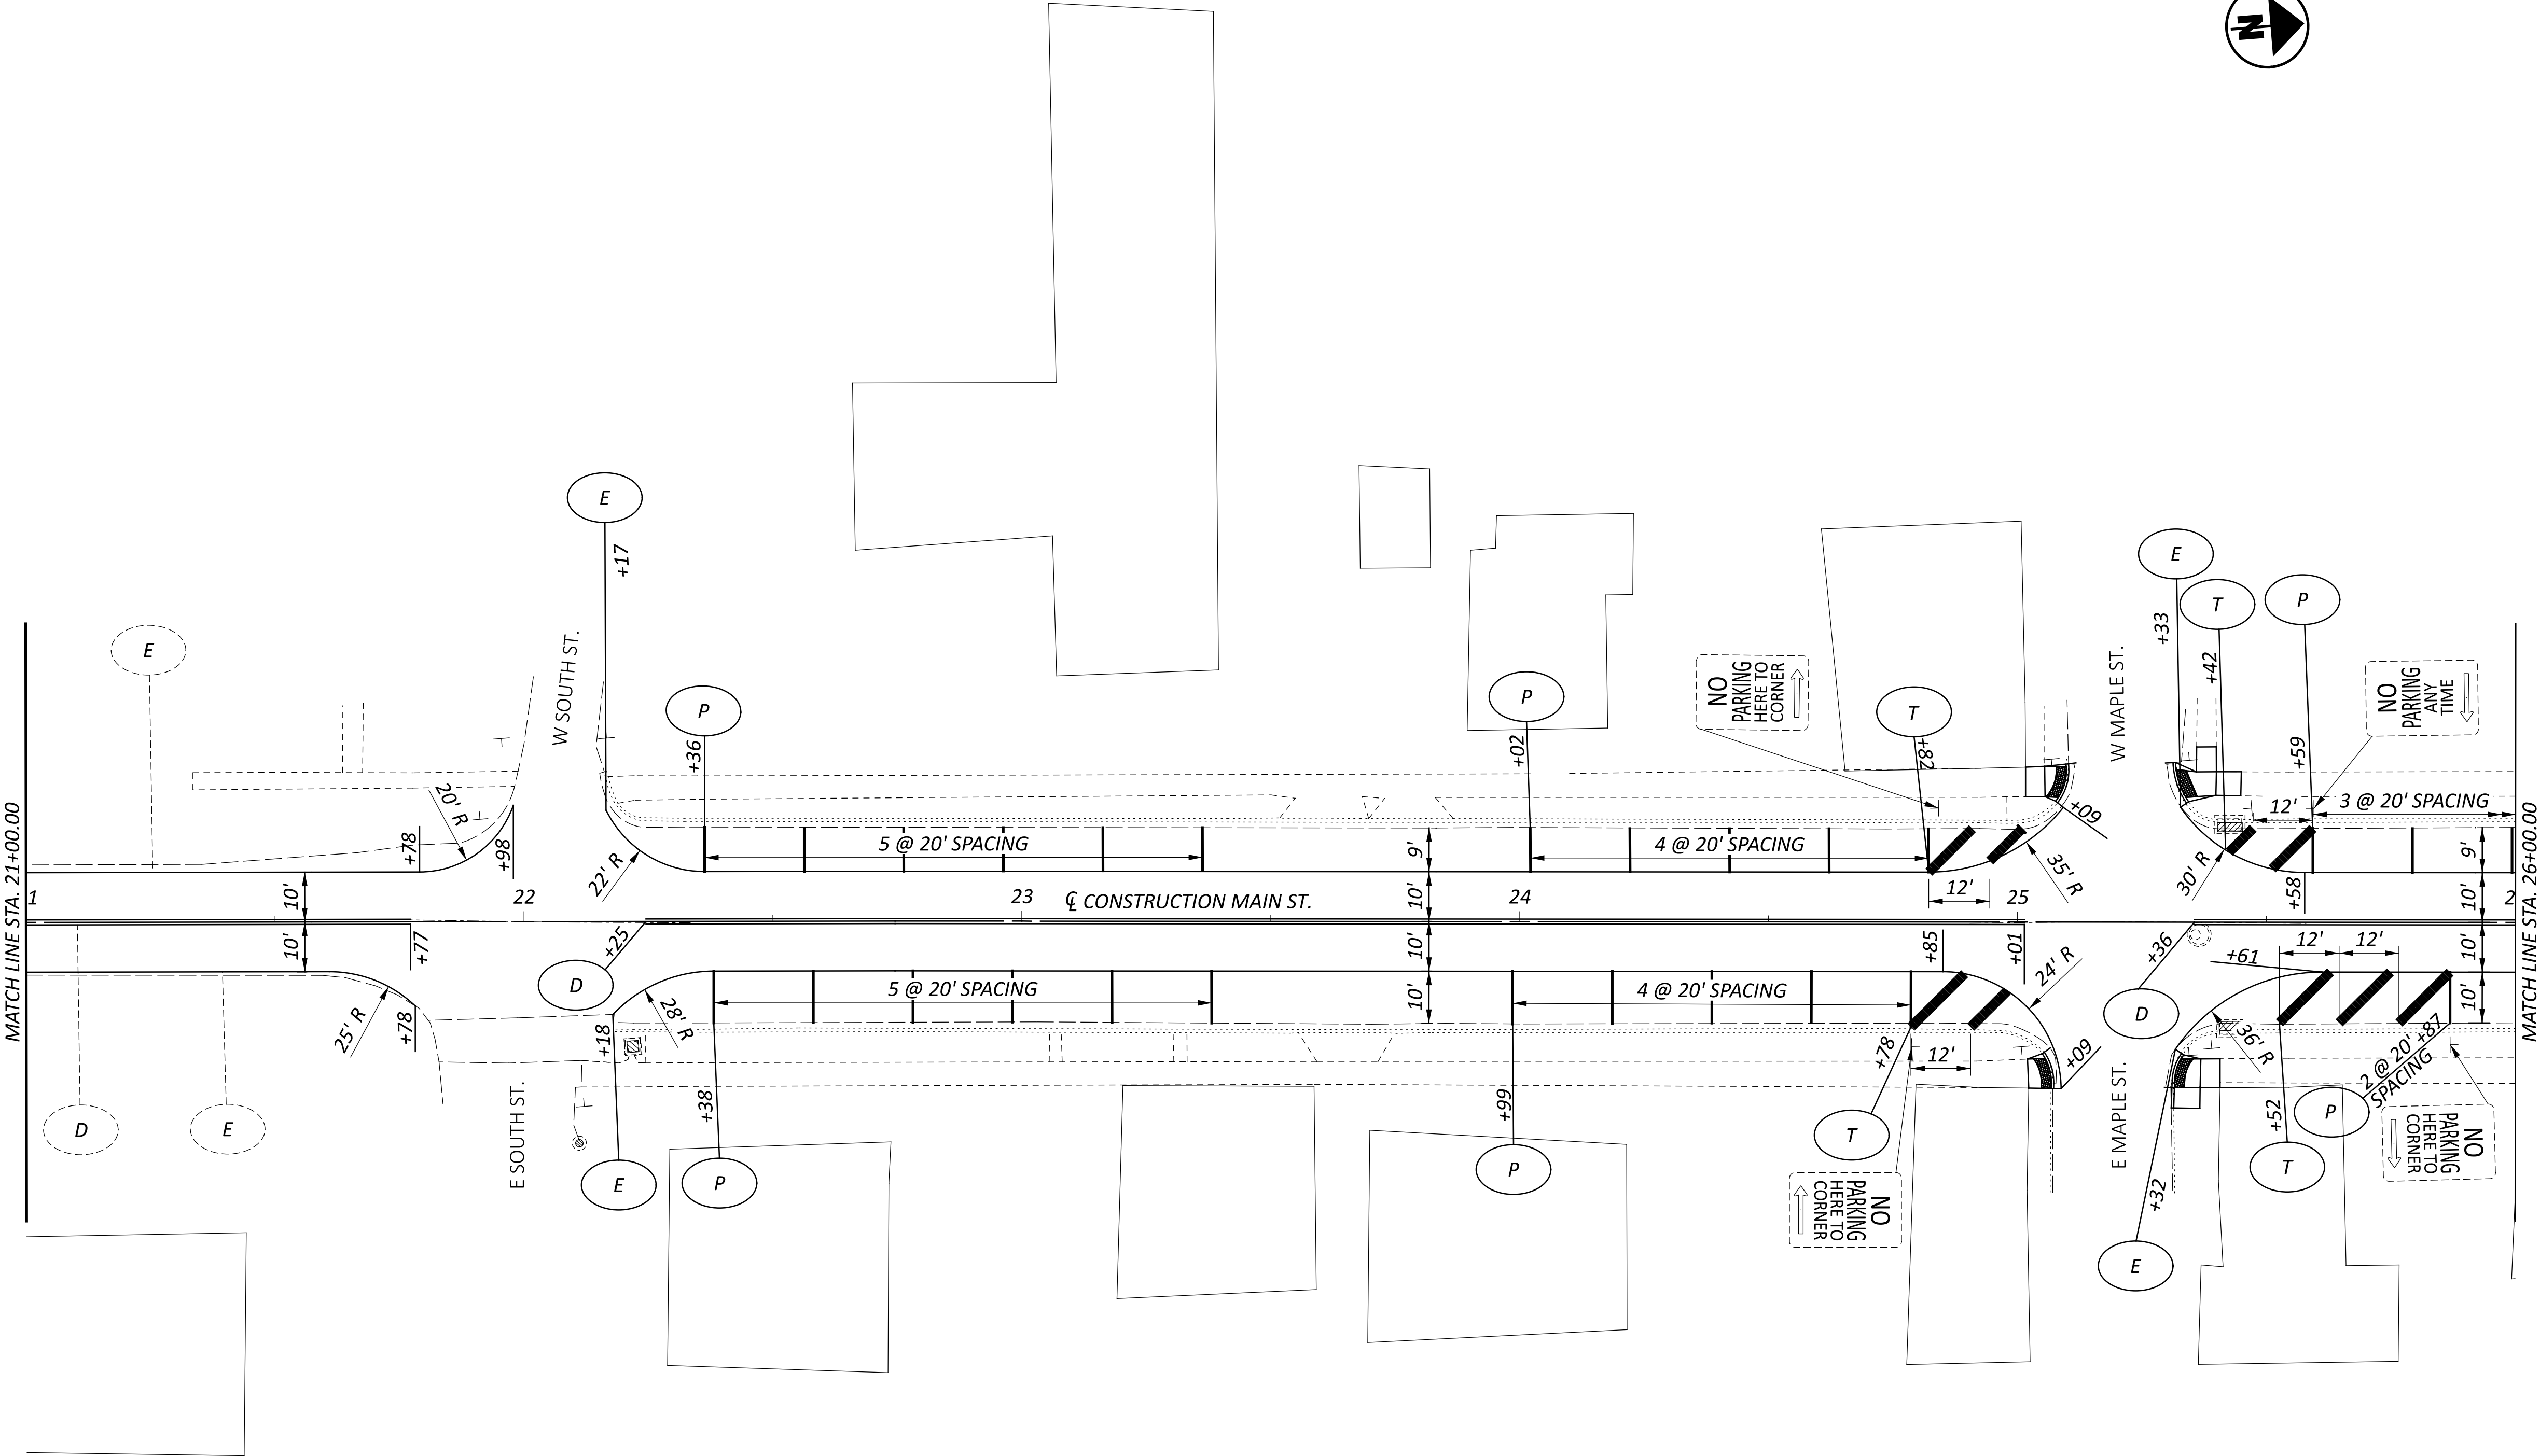 N
E
+17
W SOUTH ST.
P
+36
5 @ 20' SPACING
22' R
20' R
+78
+98
E
10'
10'
MATCH LINE STA. 21+00.00
1
22
23
℄ CONSTRUCTION MAIN ST.
24
25
2
P
+02
4 @ 20' SPACING
9'
10'
10'
10'
NO
PARKING
HERE TO
CORNER
T
+82
12'
35' R
+09
W MAPLE ST.
E
+33
T
+42
P
+59
NO
PARKING
ANY
TIME
12'
3 @ 20' SPACING
30' R
+58
9'
10'
10'
10'
MATCH LINE STA. 26+00.00
+77
25' R
+78
D
E
E SOUTH ST.
+25
D
+18
E
28' R
+38
P
5 @ 20' SPACING
+99
P
4 @ 20' SPACING
+85
+01
24' R
+78
T
12'
+09
NO
PARKING
HERE TO
CORNER
E MAPLE ST.
+36
D
+61
12'
12'
36' R
+32
E
+52
T
P
2 @ 20'
SPACING
+87
NO
PARKING
HERE TO
CORNER